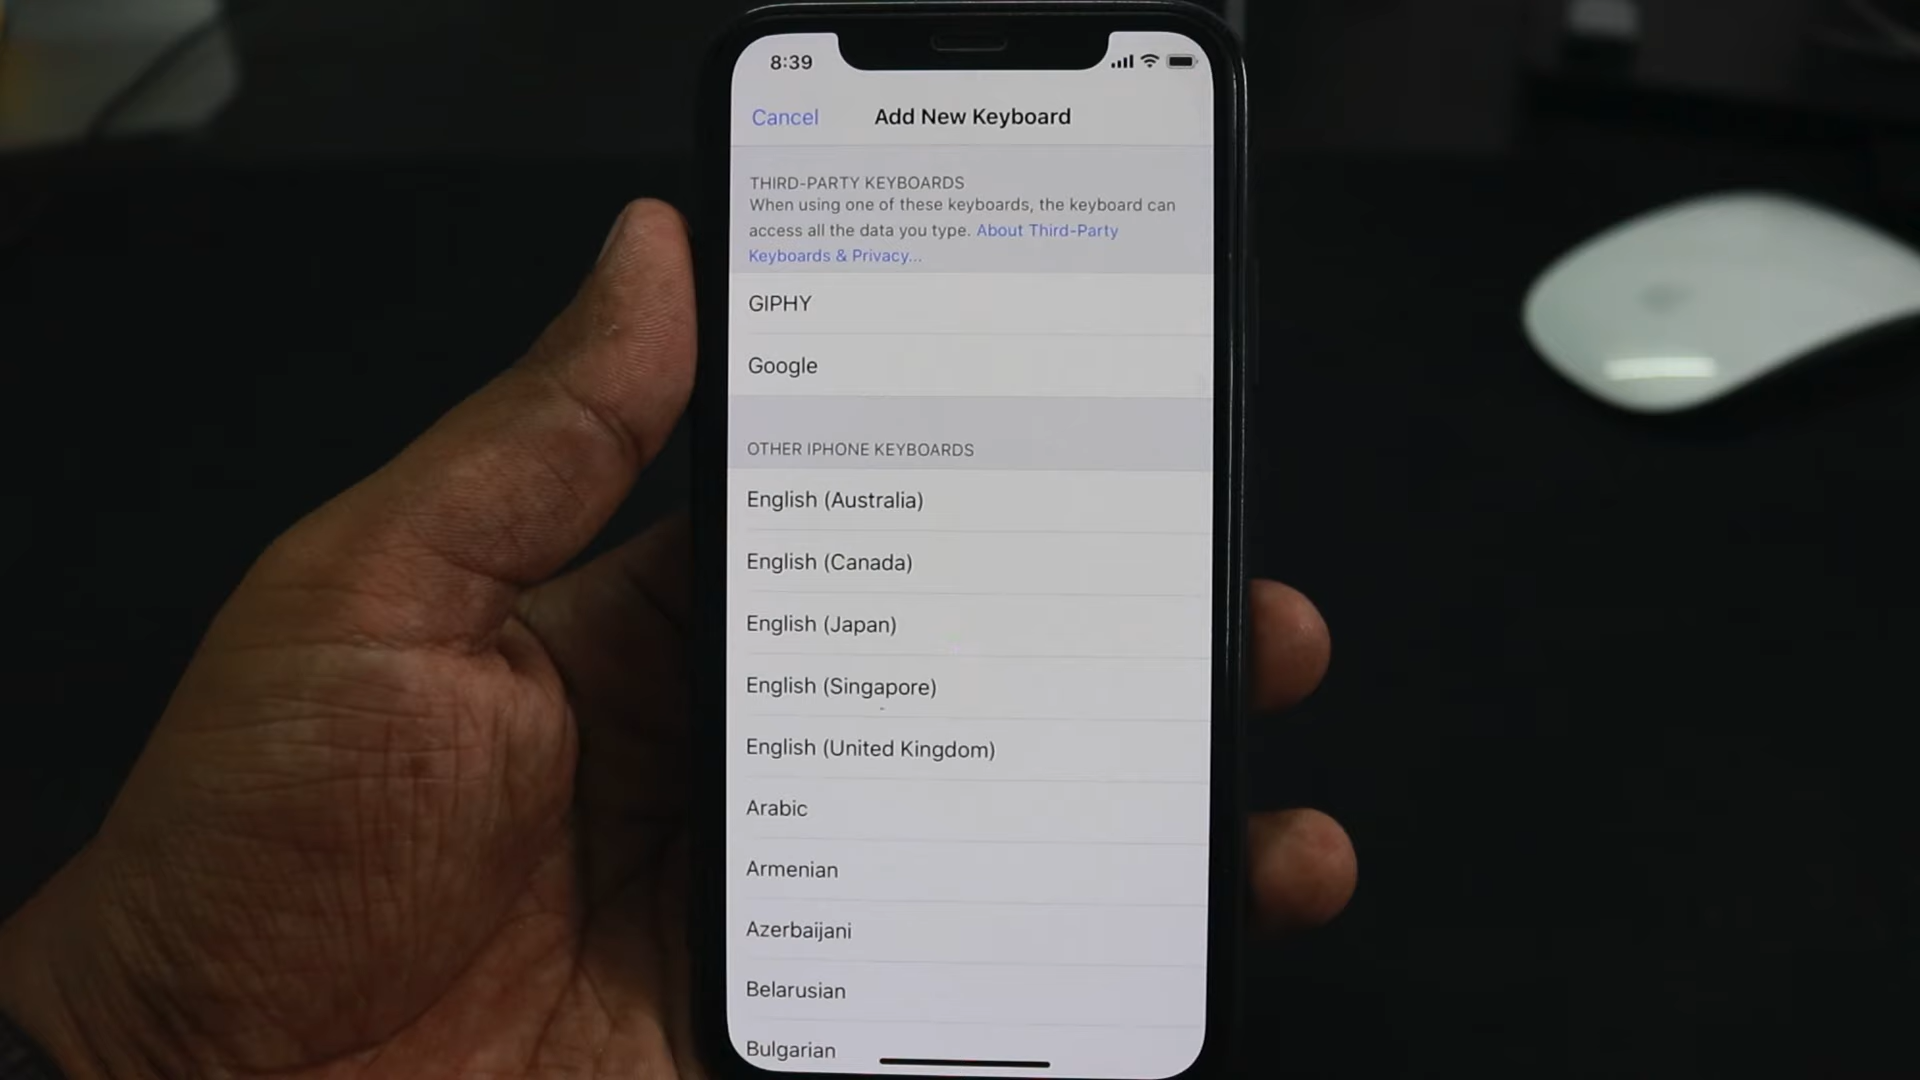 8:39
Cancel
Add New Keyboard
THIRD-PARTY KEYBOARDS
When using one of these keyboards, the keyboard can
access all the data you type. About Third-Party
Keyboards & Privacy...
GIPHY
Google
OTHER IPHONE KEYBOARDS
English (Australia)
English (Canada)
English (Japan)
English (Singapore)
English (United Kingdom)
Arabic
Armenian
Azerbaijani
Belarusian
Bulgarian